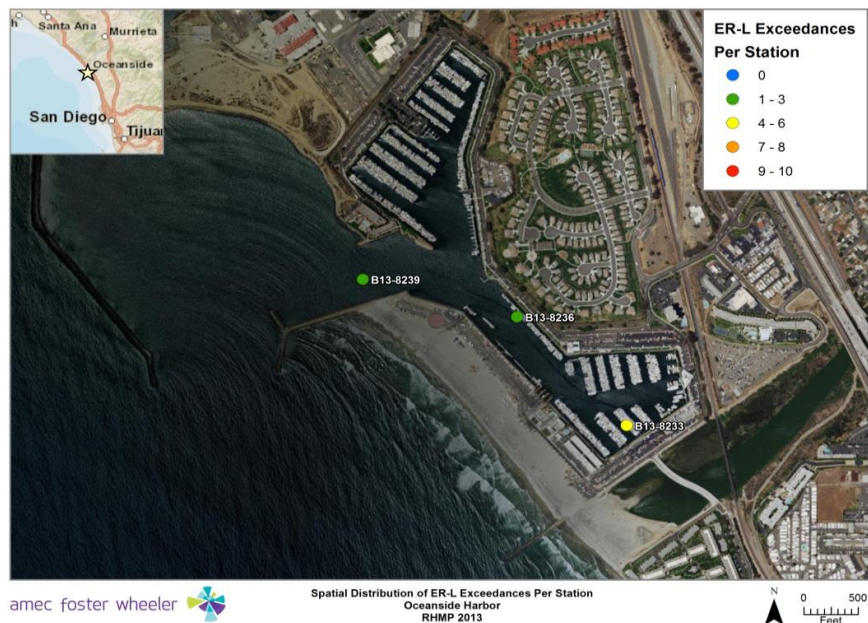 h
Santa Ana
Murrieta
Oceanside
San Diego
Tijuan
ER-L Exceedances
Per Station
0
1 - 3
4 - 6
7 - 8
9 - 10
B13-8239
B13-8236
B13-8233
amec foster wheeler
Spatial Distribution of ER-L Exceedances Per Station
Oceanside Harbor
RHMP 2013
N
0 500
Feet